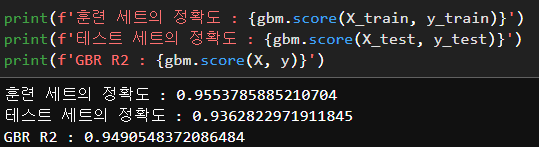 print(f'훈련 세트의 정확도 : {gbm.score(X_train, y_train)}')
print(f'테스트 세트의 정확도 : {gbm.score(X_test, y_test)}')
print(f'GBR R2 : {gbm.score(X, y)}')
훈련 세트의 정확도 : 0.9553785885210704
테스트 세트의 정확도 : 0.9362822971911845
GBR R2 : 0.9490548372086484